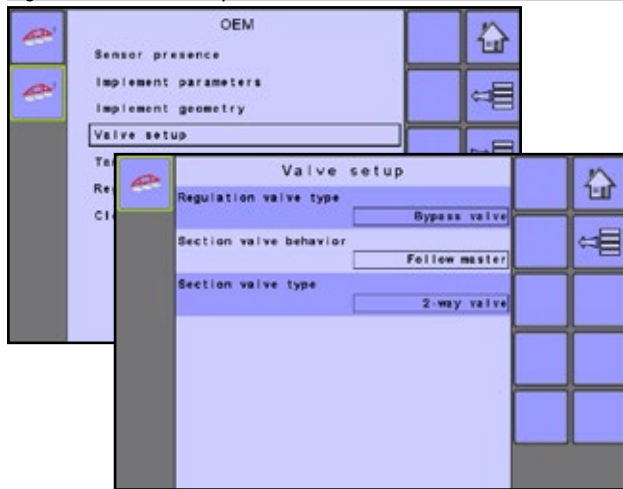 OEM
Sensor presence
Implement parameters
Implement geometry
Valve setup
Valve setup
Regulation valve type
Bypass valve
Section valve behavior
Follow master
Section valve type
2-way valve